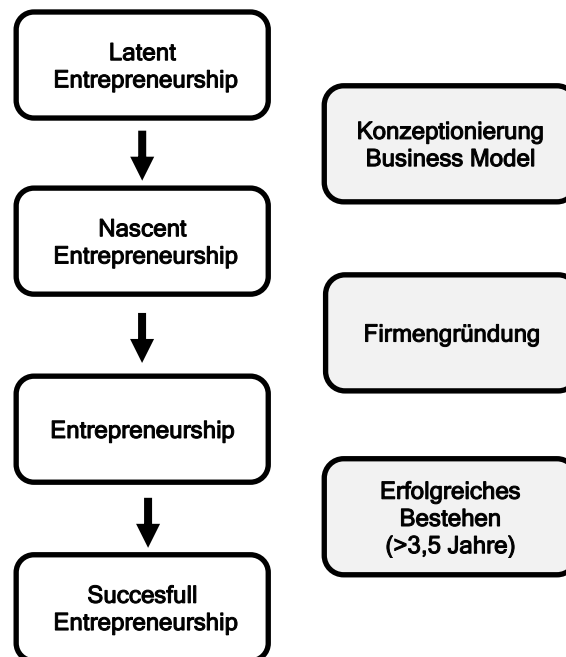 Latent
Entrepreneurship
Konzeptionierung
Business Model
Nascent
Entrepreneurship
Firmengründung
Entrepreneurship
Erfolgreiches
Bestehen
(>3,5 Jahre)
Succesfull
Entrepreneurship